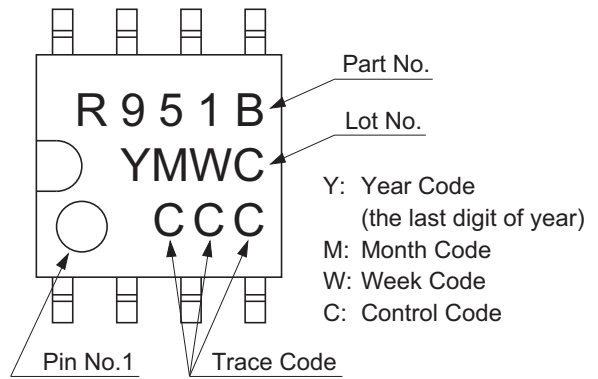 R951B
YMWC
CCC
Part No.
Lot No.
Y: Year Code
(the last digit of year)
M: Month Code
W: Week Code
C: Control Code
Pin No.1
Trace Code